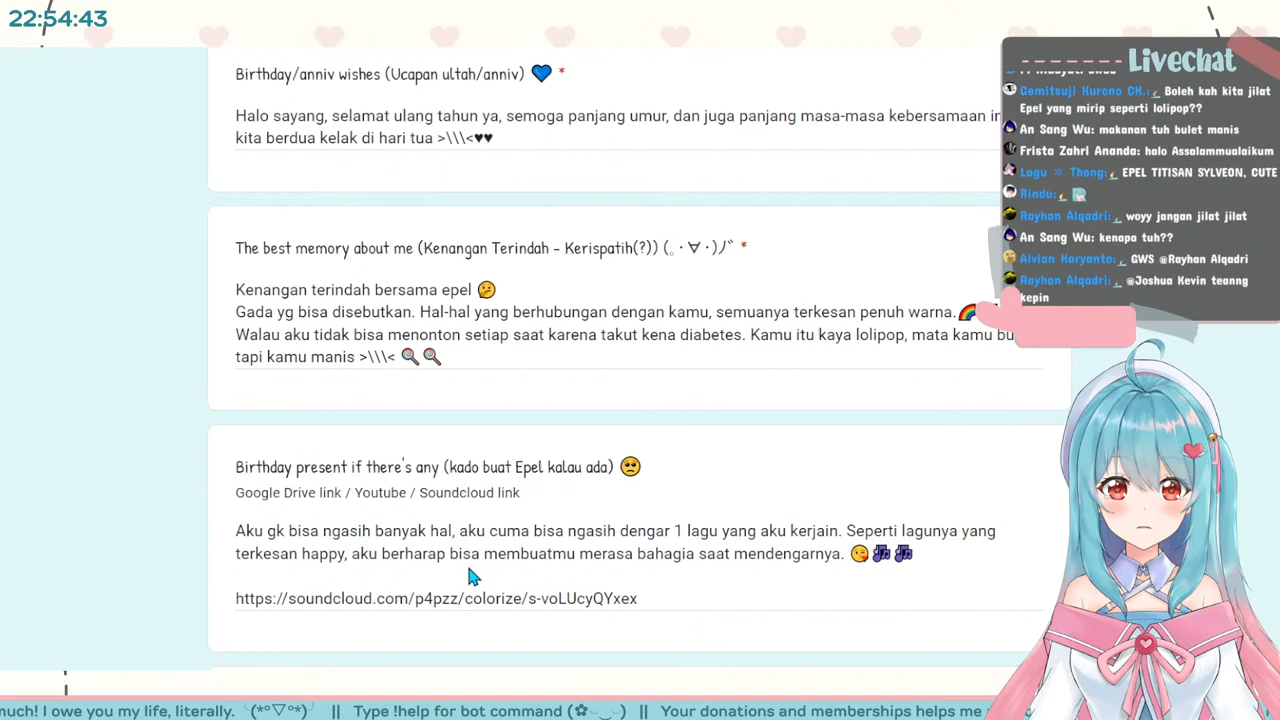 22:54:43
Birthday/anniv wishes (Ucapan ultah/anniv) 💙 *
Halo sayang, selamat ulang tahun ya, semoga panjang umur, dan juga panjang masa-masa kebersamaan in
kita berdua kelak di hari tua >\\\<♥♥
The best memory about me (Kenangan Terindah - Kerispatih(?)) (｡･∀･)ﾉﾞ *
Kenangan terindah bersama epel 🤔
Gada yg bisa disebutkan. Hal-hal yang berhubungan dengan kamu, semuanya terkesan penuh warna.🌈
Walau aku tidak bisa menonton setiap saat karena takut kena diabetes. Kamu itu kaya lolipop, mata kamu bu
tapi kamu manis >\\\< 🍭🍭
Birthday present if there's any (kado buat Epel kalau ada) 🥺
Google Drive link / Youtube / Soundcloud link
Aku gk bisa ngasih banyak hal, aku cuma bisa ngasih dengar 1 lagu yang aku kerjain. Seperti lagunya yang
terkesan happy, aku berharap bisa membuatmu merasa bahagia saat mendengarnya. 😘🎶🎶
https://soundcloud.com/p4pzz/colorize/s-voLUcyQYxex
Livechat
Gemitsuji Kurono CH.: Boleh kah kita jilat
Epel yang mirip seperti lolipop??
An Sang Wu: makanan tuh bulet manis
Frista Zahri Ananda: halo Assalammualaikum
Lagu ✳ Thong: EPEL TITISAN SYLVEON, CUTE
Rindu:
Rayhan Alqadri: woyy jangan jilat jilat
An Sang Wu: kenapa tuh??
Alvian Haryanto: GWS @Rayhan Alqadri
Rayhan Alqadri: @Joshua Kevin teanng
kepin
much! I owe you my life, literally. ╰(*°▽°*)╯ || Type !help for bot command (✿◡‿◡) || Your donations and memberships helps me a